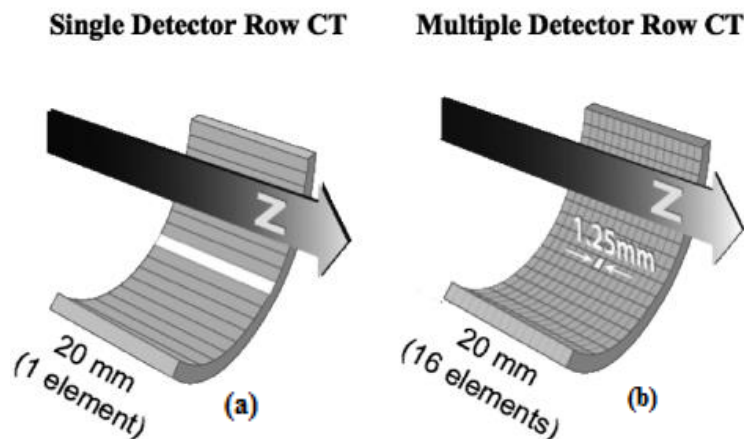 Single Detector Row CT
Multiple Detector Row CT
Z
20 mm
(1 element)
(a)
Z
1.25mm
20 mm
(16 elements)
(b)